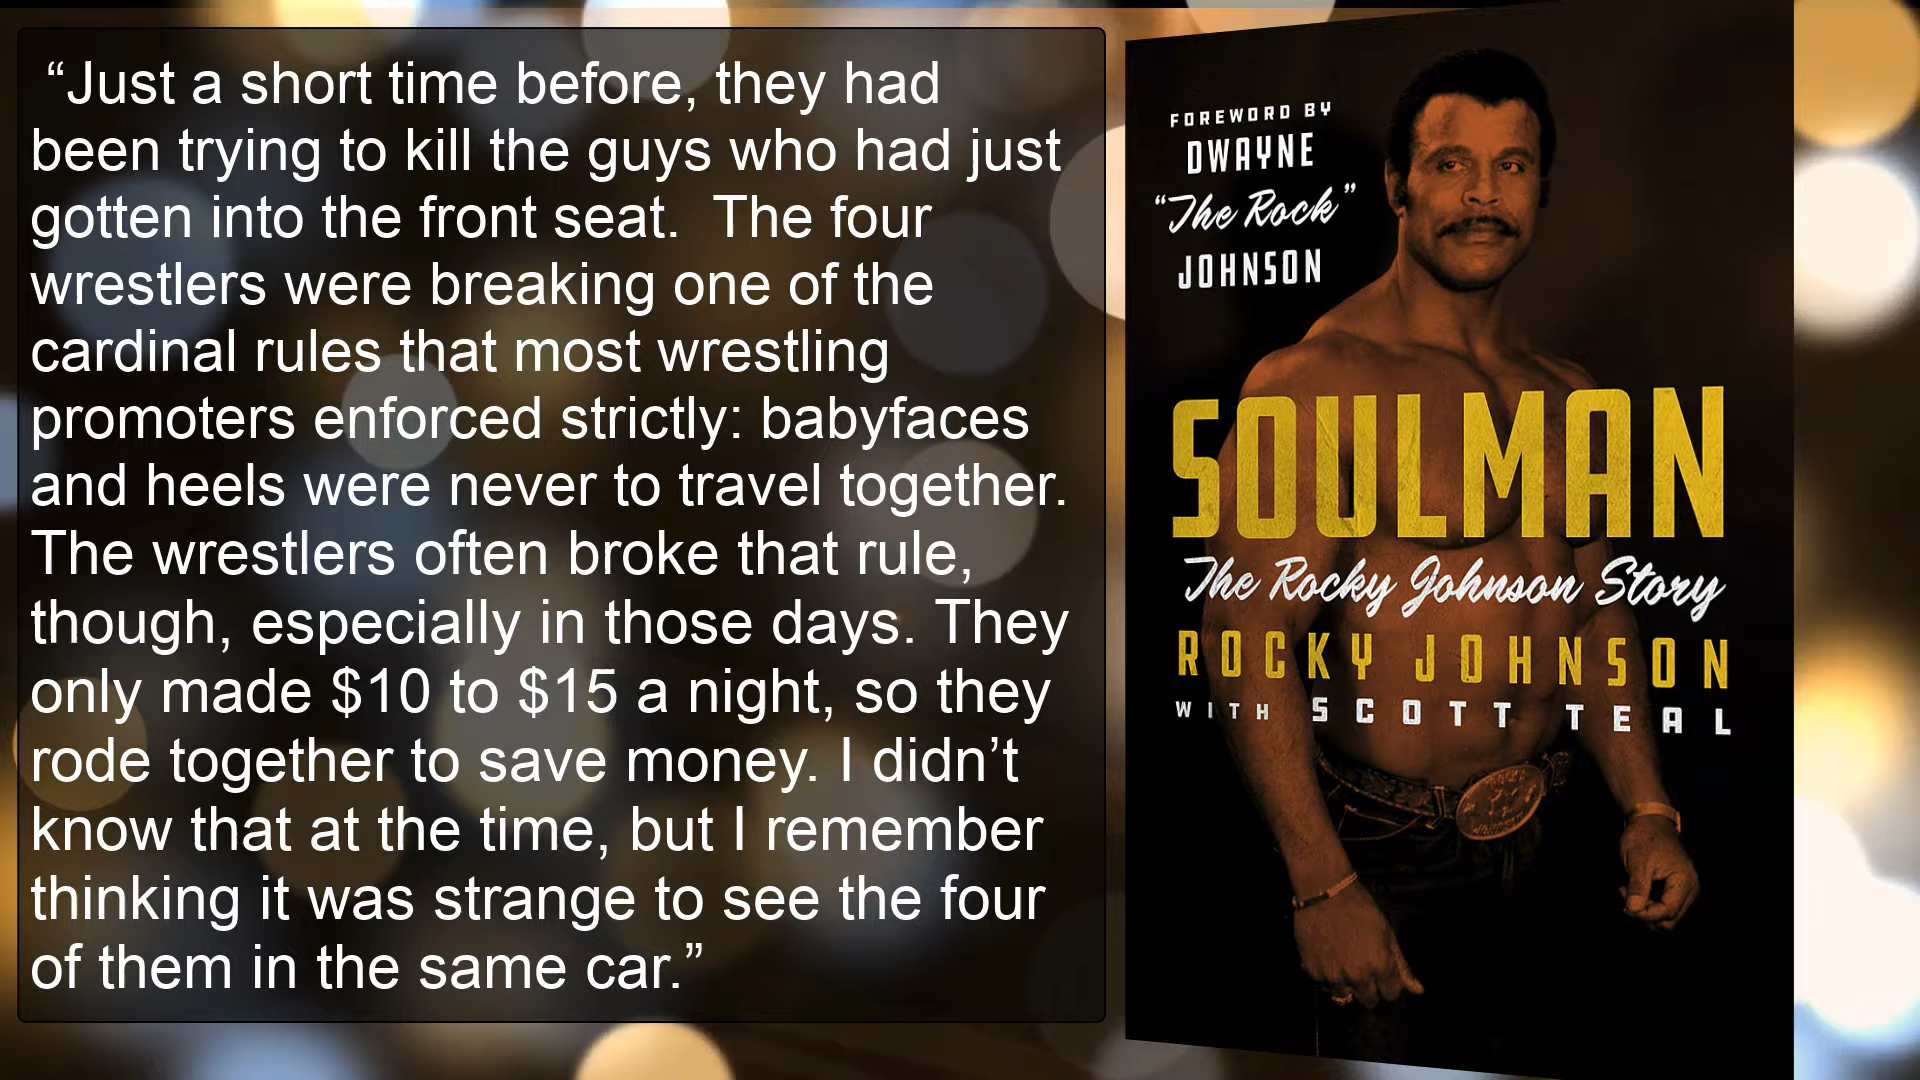 “Just a short time before, they had
been trying to kill the guys who had just
gotten into the front seat.  The four
wrestlers were breaking one of the
cardinal rules that most wrestling
promoters enforced strictly: babyfaces
and heels were never to travel together.
The wrestlers often broke that rule,
though, especially in those days. They
only made $10 to $15 a night, so they
rode together to save money. I didn’t
know that at the time, but I remember
thinking it was strange to see the four
of them in the same car.”
FOREWORD BY
DWAYNE
“The Rock”
JOHNSON
SOULMAN
The Rocky Johnson Story
ROCKY JOHNSON
WITH SCOTT TEAL